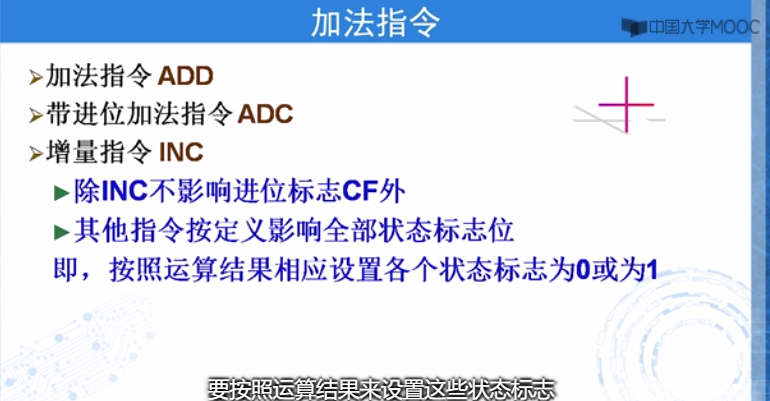 加法指令
中国大学MOOC
加法指令 ADD
带进位加法指令 ADC
增量指令 INC
除INC不影响进位标志CF外
其他指令按定义影响全部状态标志位
即，按照运算结果相应设置各个状态标志为0或为1
要按照运算结果来设置这些状态标志